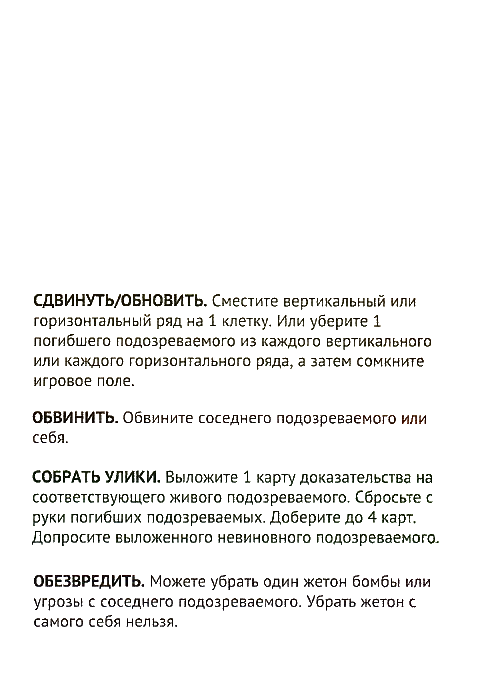 СДВИНУТЬ/ОБНОВИТЬ. Сместите вертикальный или
горизонтальный ряд на 1 клетку. Или уберите 1
погибшего подозреваемого из каждого вертикального
или каждого горизонтального ряда, а затем сомкните
игровое поле.
ОБВИНИТЬ. Обвините соседнего подозреваемого или
себя.
СОБРАТЬ УЛИКИ. Выложите 1 карту доказательства на
соответствующего живого подозреваемого. Сбросьте с
руки погибших подозреваемых. Доберите до 4 карт.
Допросите выложенного невиновного подозреваемого.
ОБЕЗВРЕДИТЬ. Можете убрать один жетон бомбы или
угрозы с соседнего подозреваемого. Убрать жетон с
самого себя нельзя.